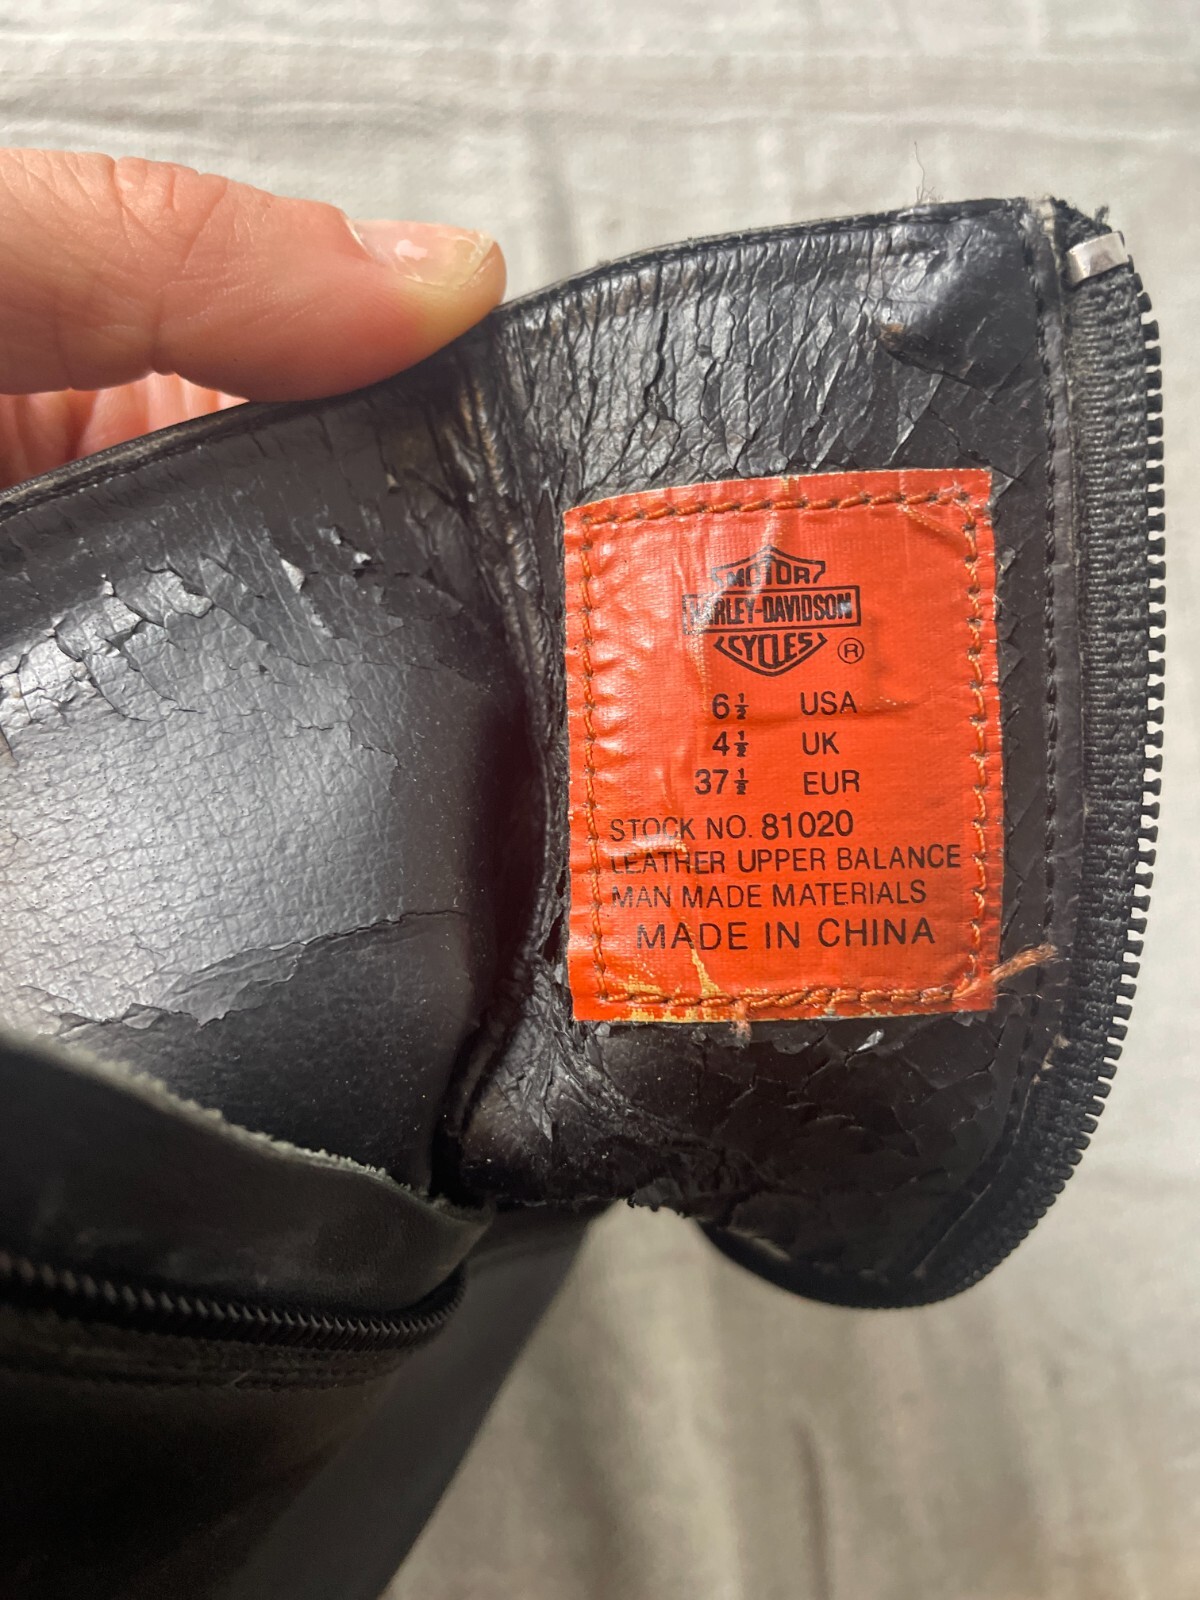 MOTOR
HARLEY-DAVIDSON
CYCLES ®
6½ USA
4½ UK
37½ EUR
STOCK NO. 81020
LEATHER UPPER BALANCE
MAN MADE MATERIALS
MADE IN CHINA